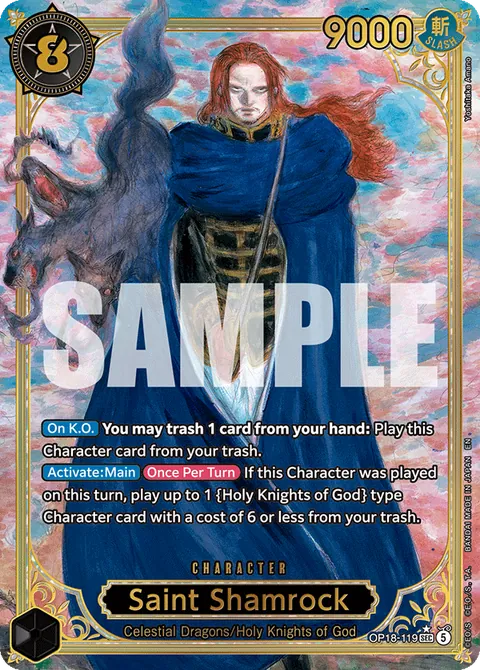 8
9000
斬
SLASH
Yoshitaka Amano
SAMPLE
On K.O. You may trash 1 card from your hand: Play this
Character card from your trash.
Activate:Main Once Per Turn If this Character was played
on this turn, play up to 1 {Holy Knights of God} type
Character card with a cost of 6 or less from your trash.
CHARACTER
Saint Shamrock
Celestial Dragons/Holy Knights of God
OP18-119 SEC 5
©E.O./S. ©E.O./S., T.A. BANDAI MADE IN JAPAN EN